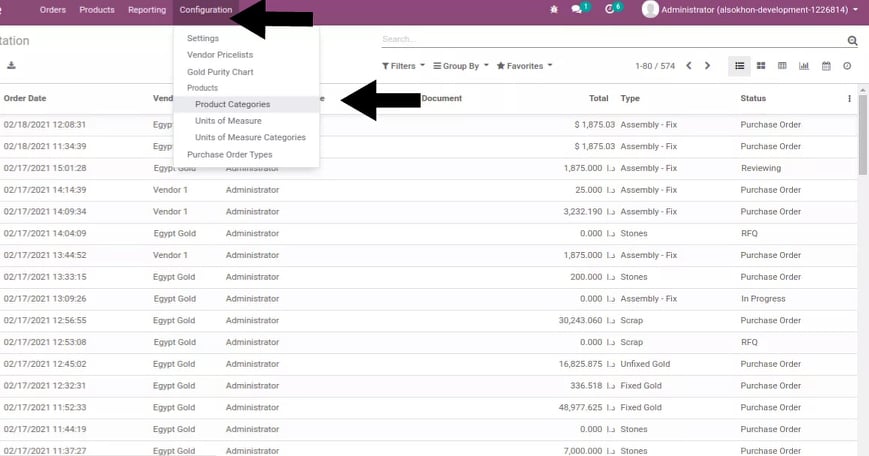 Orders Products Reporting Configuration 1 6 Administrator (alsokhon-development-1226814)
tation Search...
Settings
Vendor Pricelists
Gold Purity Chart
Products
Product Categories
Units of Measure
Units of Measure Categories
Purchase Order Types
Filters Group By Favorites 1-80 / 574
Order Date Vend e Document Total Type Status
02/18/2021 12:08:31 Egypt $ 1,875.03 Assembly - Fix Purchase Order
02/18/2021 11:34:39 Egypt $ 1,875.03 Assembly - Fix Purchase Order
02/17/2021 15:01:28 Egypt Gold Administrator 1,875.000 د.ا Assembly - Fix Reviewing
02/17/2021 14:14:39 Vendor 1 Administrator 25.000 د.ا Assembly - Fix Purchase Order
02/17/2021 14:09:34 Vendor 1 Administrator 3,232.190 د.ا Assembly - Fix Purchase Order
02/17/2021 14:04:09 Egypt Gold Administrator 0.000 د.ا Stones RFQ
02/17/2021 13:44:52 Vendor 1 Administrator 1,875.000 د.ا Assembly - Fix Purchase Order
02/17/2021 13:33:15 Egypt Gold Administrator 200.000 د.ا Stones Purchase Order
02/17/2021 13:09:26 Egypt Gold Administrator 0.000 د.ا Assembly - Fix In Progress
02/17/2021 12:56:55 Egypt Gold Administrator 30,243.060 د.ا Scrap Purchase Order
02/17/2021 12:53:08 Egypt Gold Administrator 0.000 د.ا Scrap RFQ
02/17/2021 12:45:02 Egypt Gold Administrator 16,825.875 د.ا Unfixed Gold Purchase Order
02/17/2021 12:32:31 Egypt Gold Administrator 336.518 د.ا Fixed Gold Purchase Order
02/17/2021 11:52:33 Egypt Gold Administrator 48,977.625 د.ا Fixed Gold Purchase Order
02/17/2021 11:44:19 Egypt Gold Administrator 0.000 د.ا Stones Purchase Order
02/17/2021 11:37:27 Egypt Gold Administrator 7,000.000 د.ا Stones Purchase Order